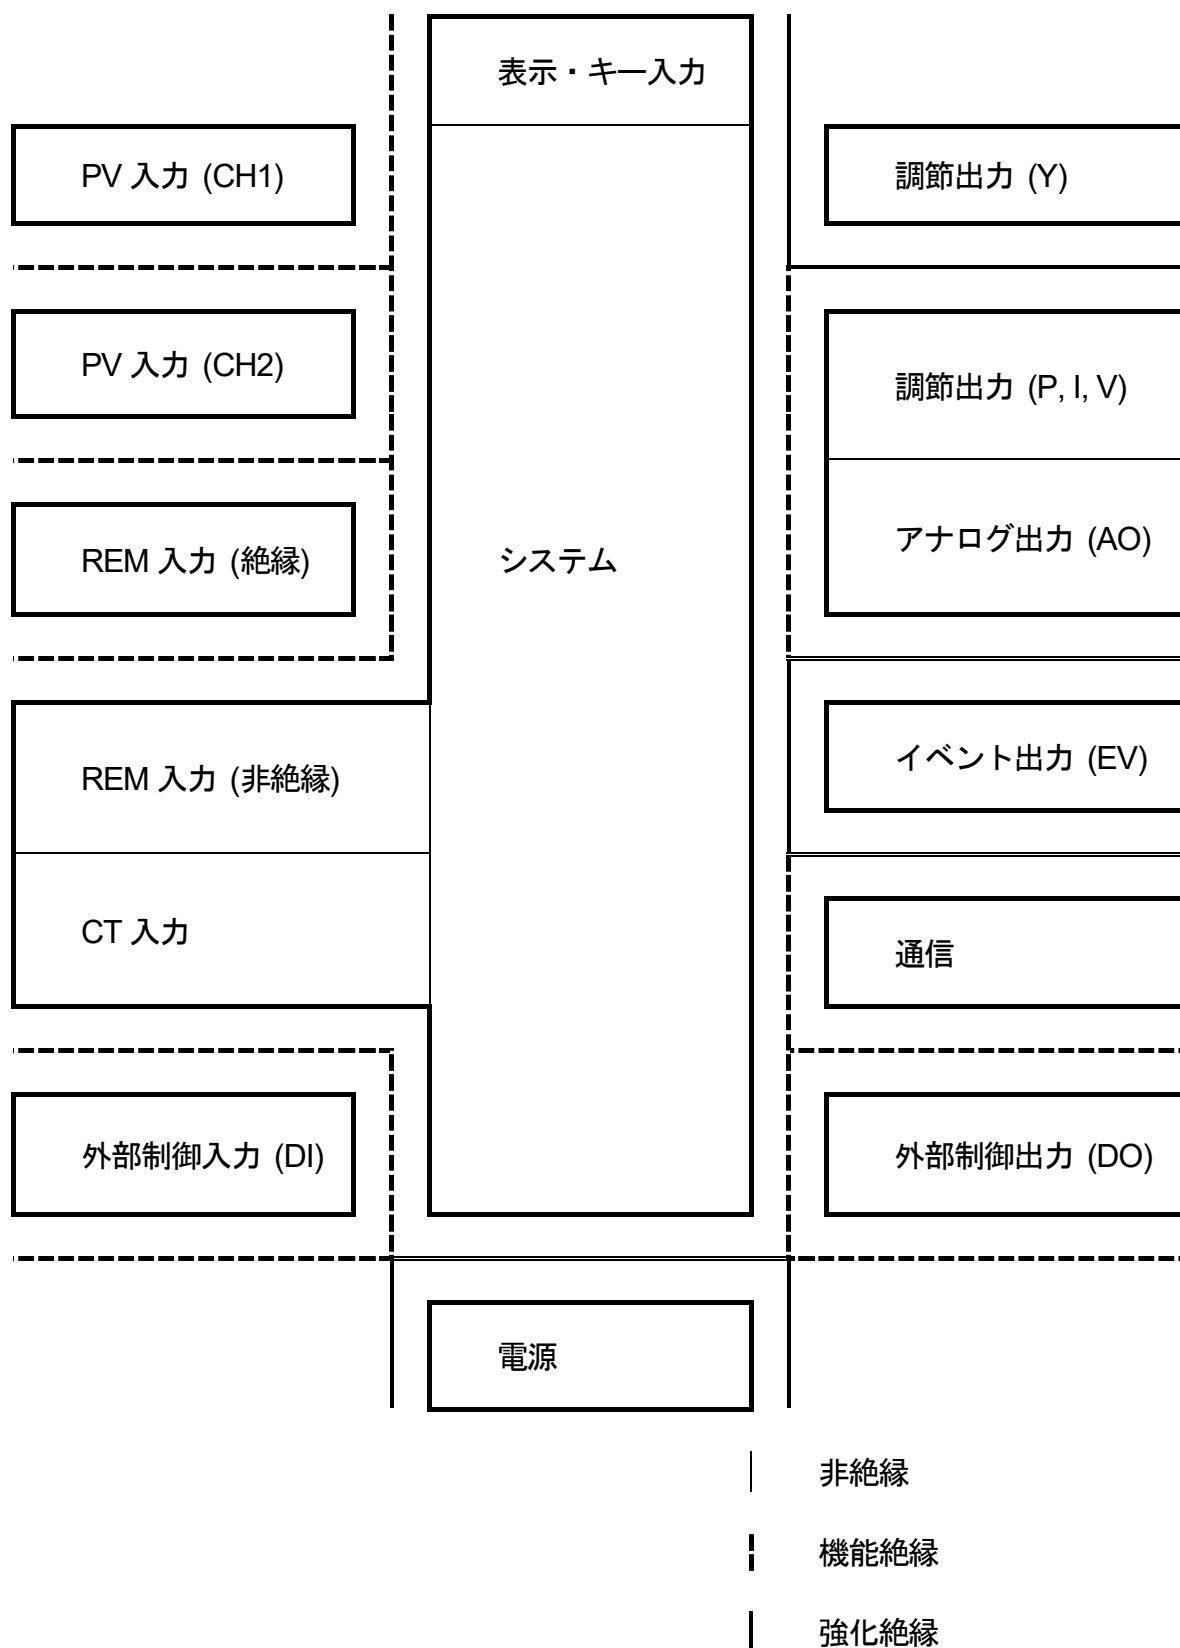 表示・キー入力
PV 入力 (CH1)
調節出力 (Y)
PV 入力 (CH2)
調節出力 (P, I, V)
REM 入力 (絶縁)
システム
アナログ出力 (AO)
REM 入力 (非絶縁)
イベント出力 (EV)
CT 入力
通信
外部制御入力 (DI)
外部制御出力 (DO)
電源
非絶縁
機能絶縁
強化絶縁